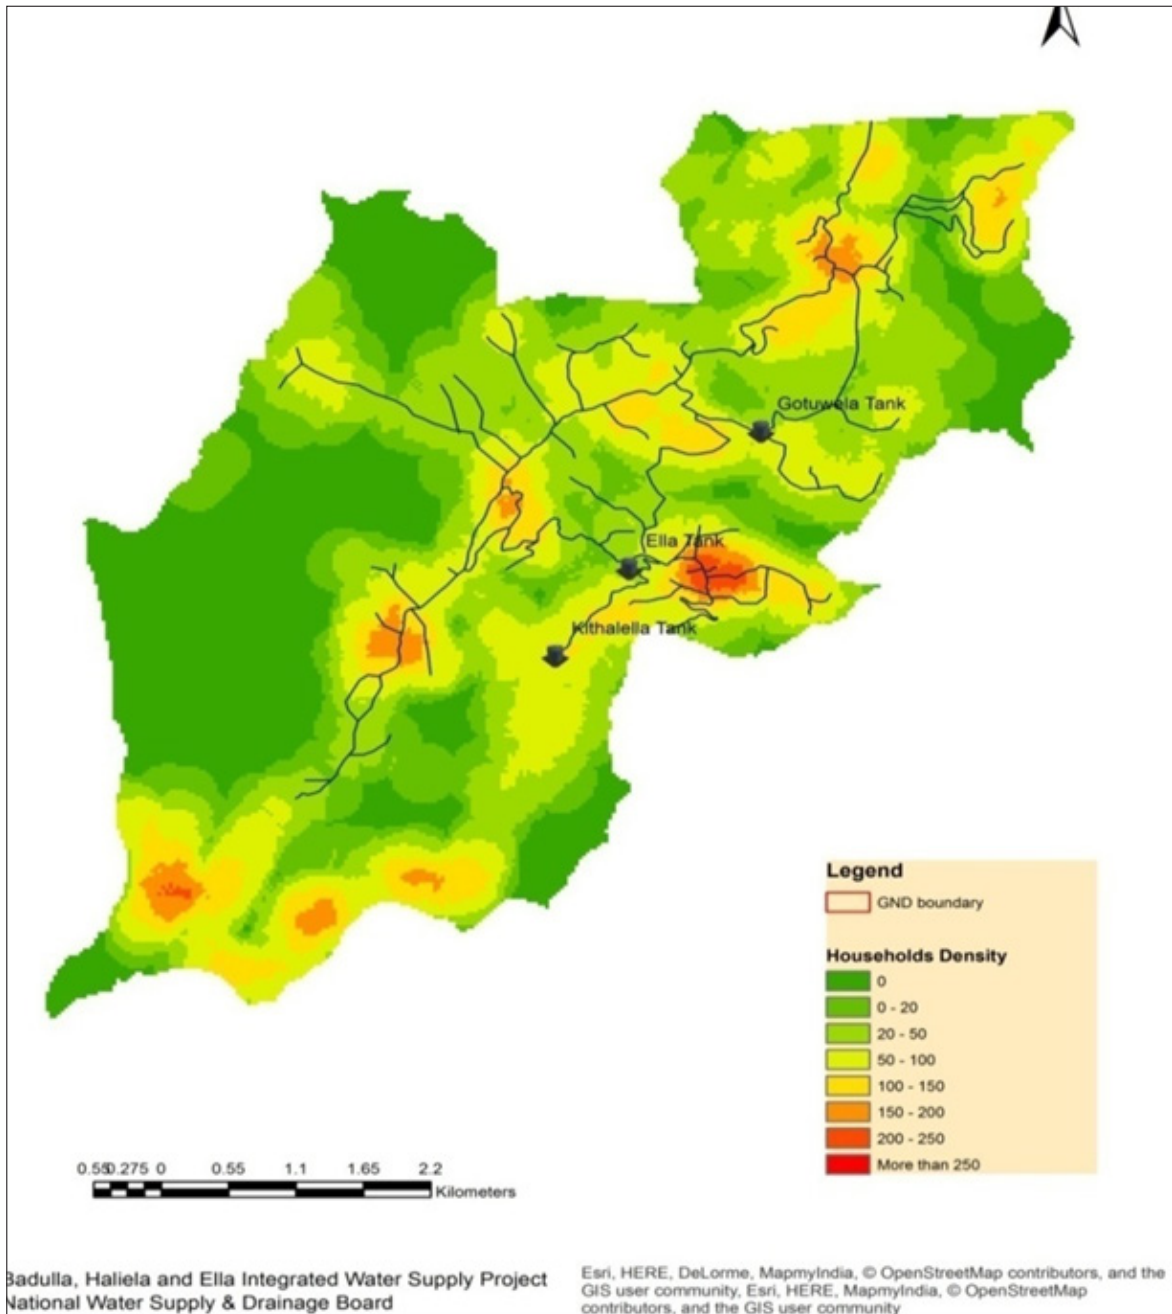 Gotuwela Tank
Ella Tank
Kithalella Tank
Legend
GND boundary
Households Density
0
0 - 20
20 - 50
50 - 100
100 - 150
150 - 200
200 - 250
More than 250
0.55 0.275 0 0.55 1.1 1.65 2.2
Kilometers
Badulla, Haliela and Ella Integrated Water Supply Project
National Water Supply & Drainage Board
Esri, HERE, DeLorme, MapmyIndia, © OpenStreetMap contributors, and the
GIS user community, Esri, HERE, MapmyIndia, © OpenStreetMap
contributors, and the GIS user community